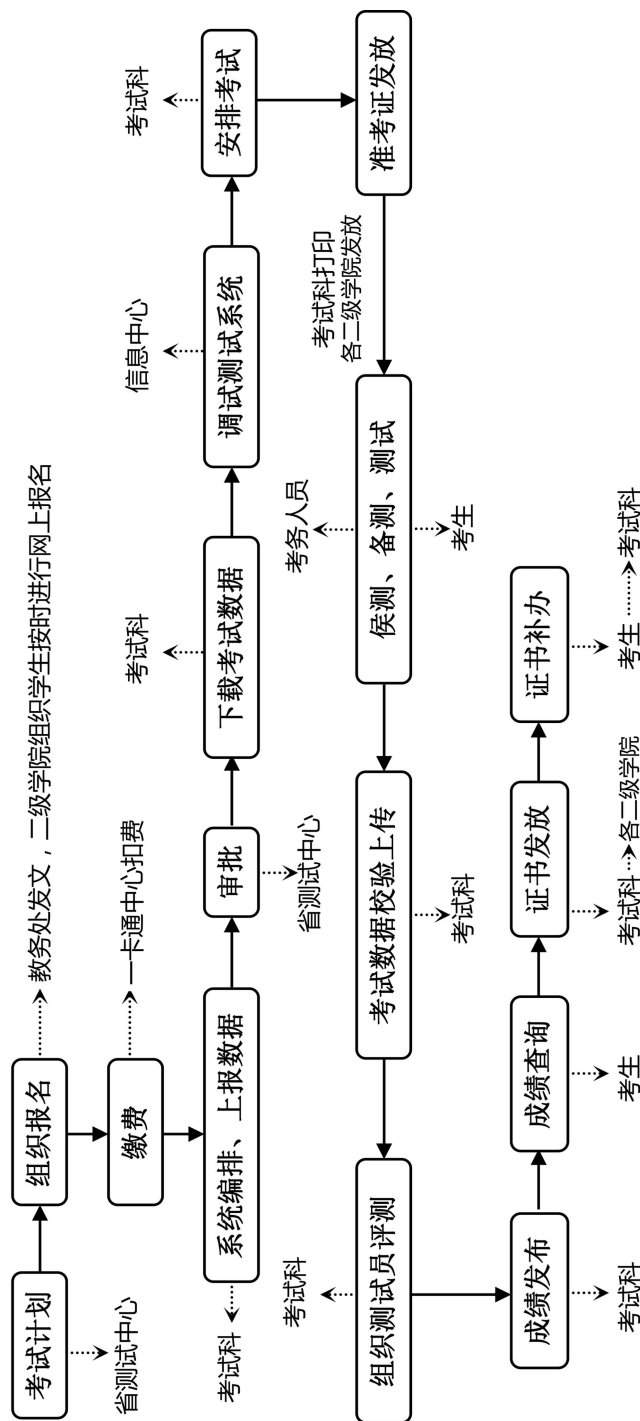 考试计划
省测试中心
组织报名
教务处发文，二级学院组织学生按时进行网上报名
缴费
一卡通中心扣费
系统编排、上报数据
考试科
审批
省测试中心
下载考试数据
考试科
调试测试系统
信息中心
安排考试
考试科
准考证发放
考试科打印
各二级学院发放
侯测、备测、测试
考务人员
考生
考试数据校验上传
考试科
组织测试员评测
考试科
成绩发布
考试科
成绩查询
考生
证书发放
考试科
各二级学院
证书补办
考生
考试科